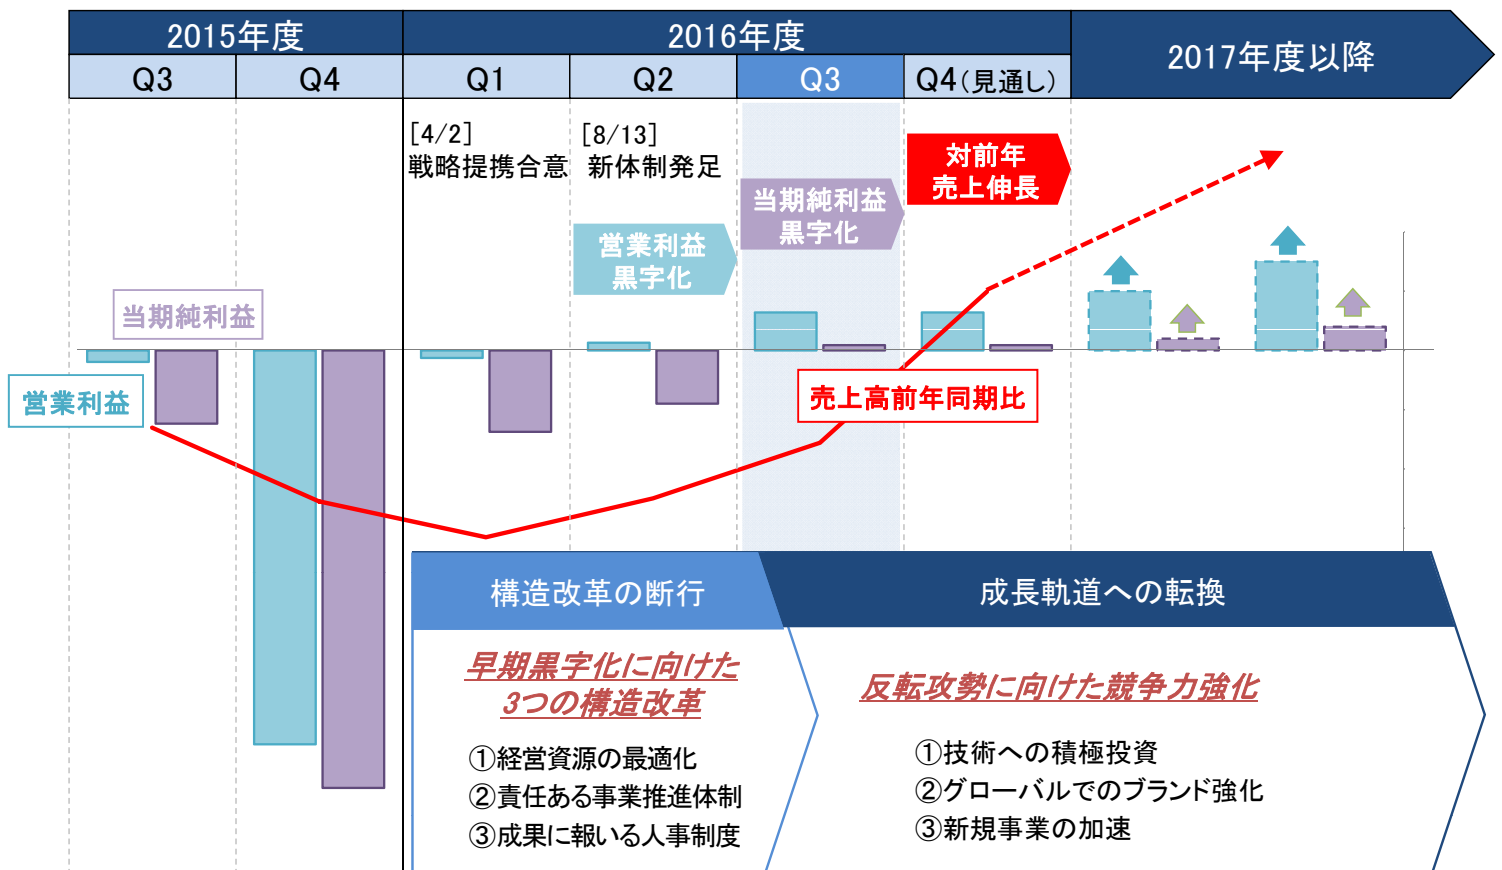 2015年度
2016年度
2017年度以降
Q3
Q4
Q1
Q2
Q3
Q4(見通し)
[4/2]
戦略提携合意
[8/13]
新体制発足
対前年
売上伸長
当期純利益
黒字化
営業利益
黒字化
当期純利益
営業利益
売上高前年同期比
構造改革の断行
成長軌道への転換
早期黒字化に向けた
3つの構造改革
①経営資源の最適化
②責任ある事業推進体制
③成果に報いる人事制度
反転攻勢に向けた競争力強化
①技術への積極投資
②グローバルでのブランド強化
③新規事業の加速